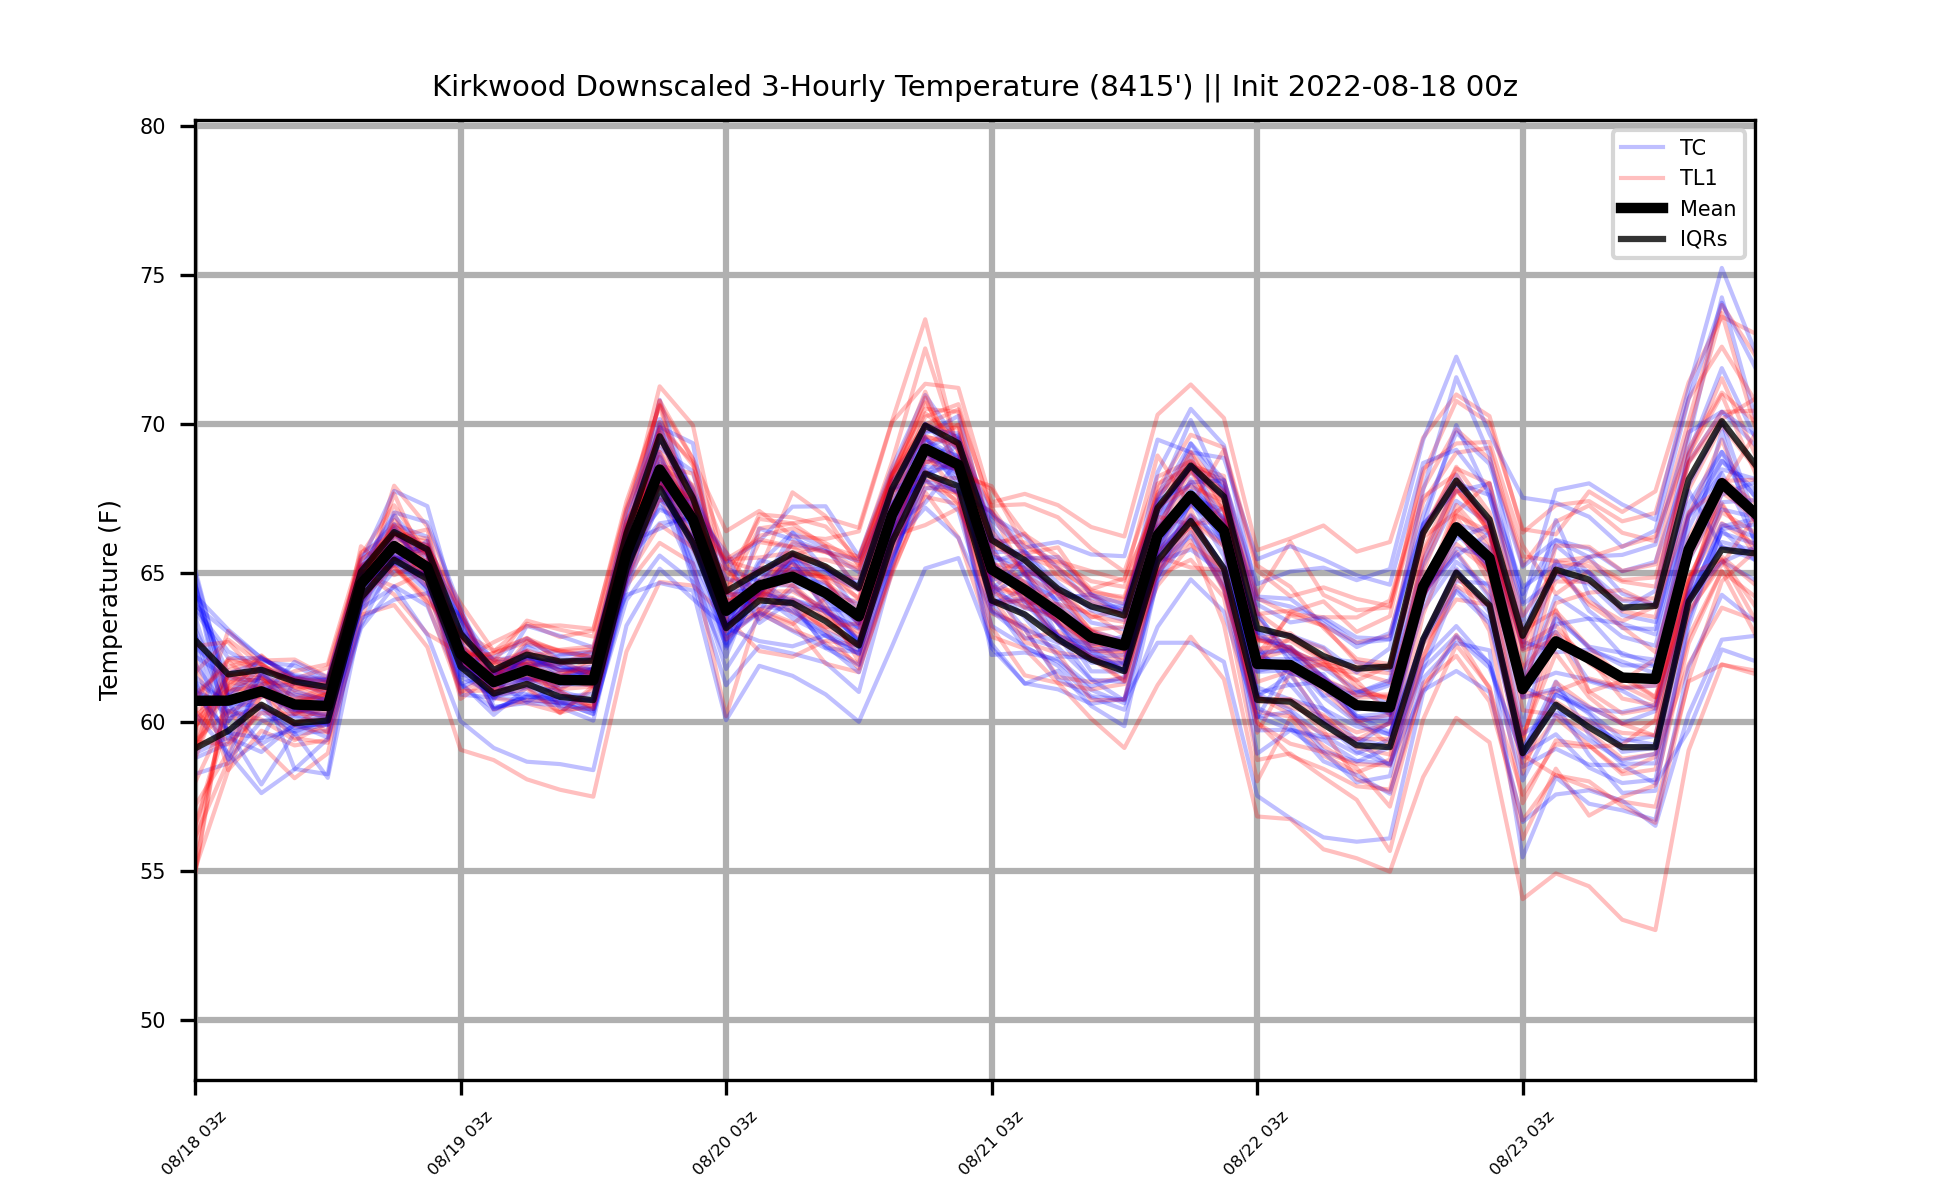 Kirkwood Downscaled 3-Hourly Temperature (8415') || Init 2022-08-18 00z
TC
TL1
Mean
IQRs
Temperature (F)
80
75
70
65
60
55
50
08/18 03z
08/19 03z
08/20 03z
08/21 03z
08/22 03z
08/23 03z